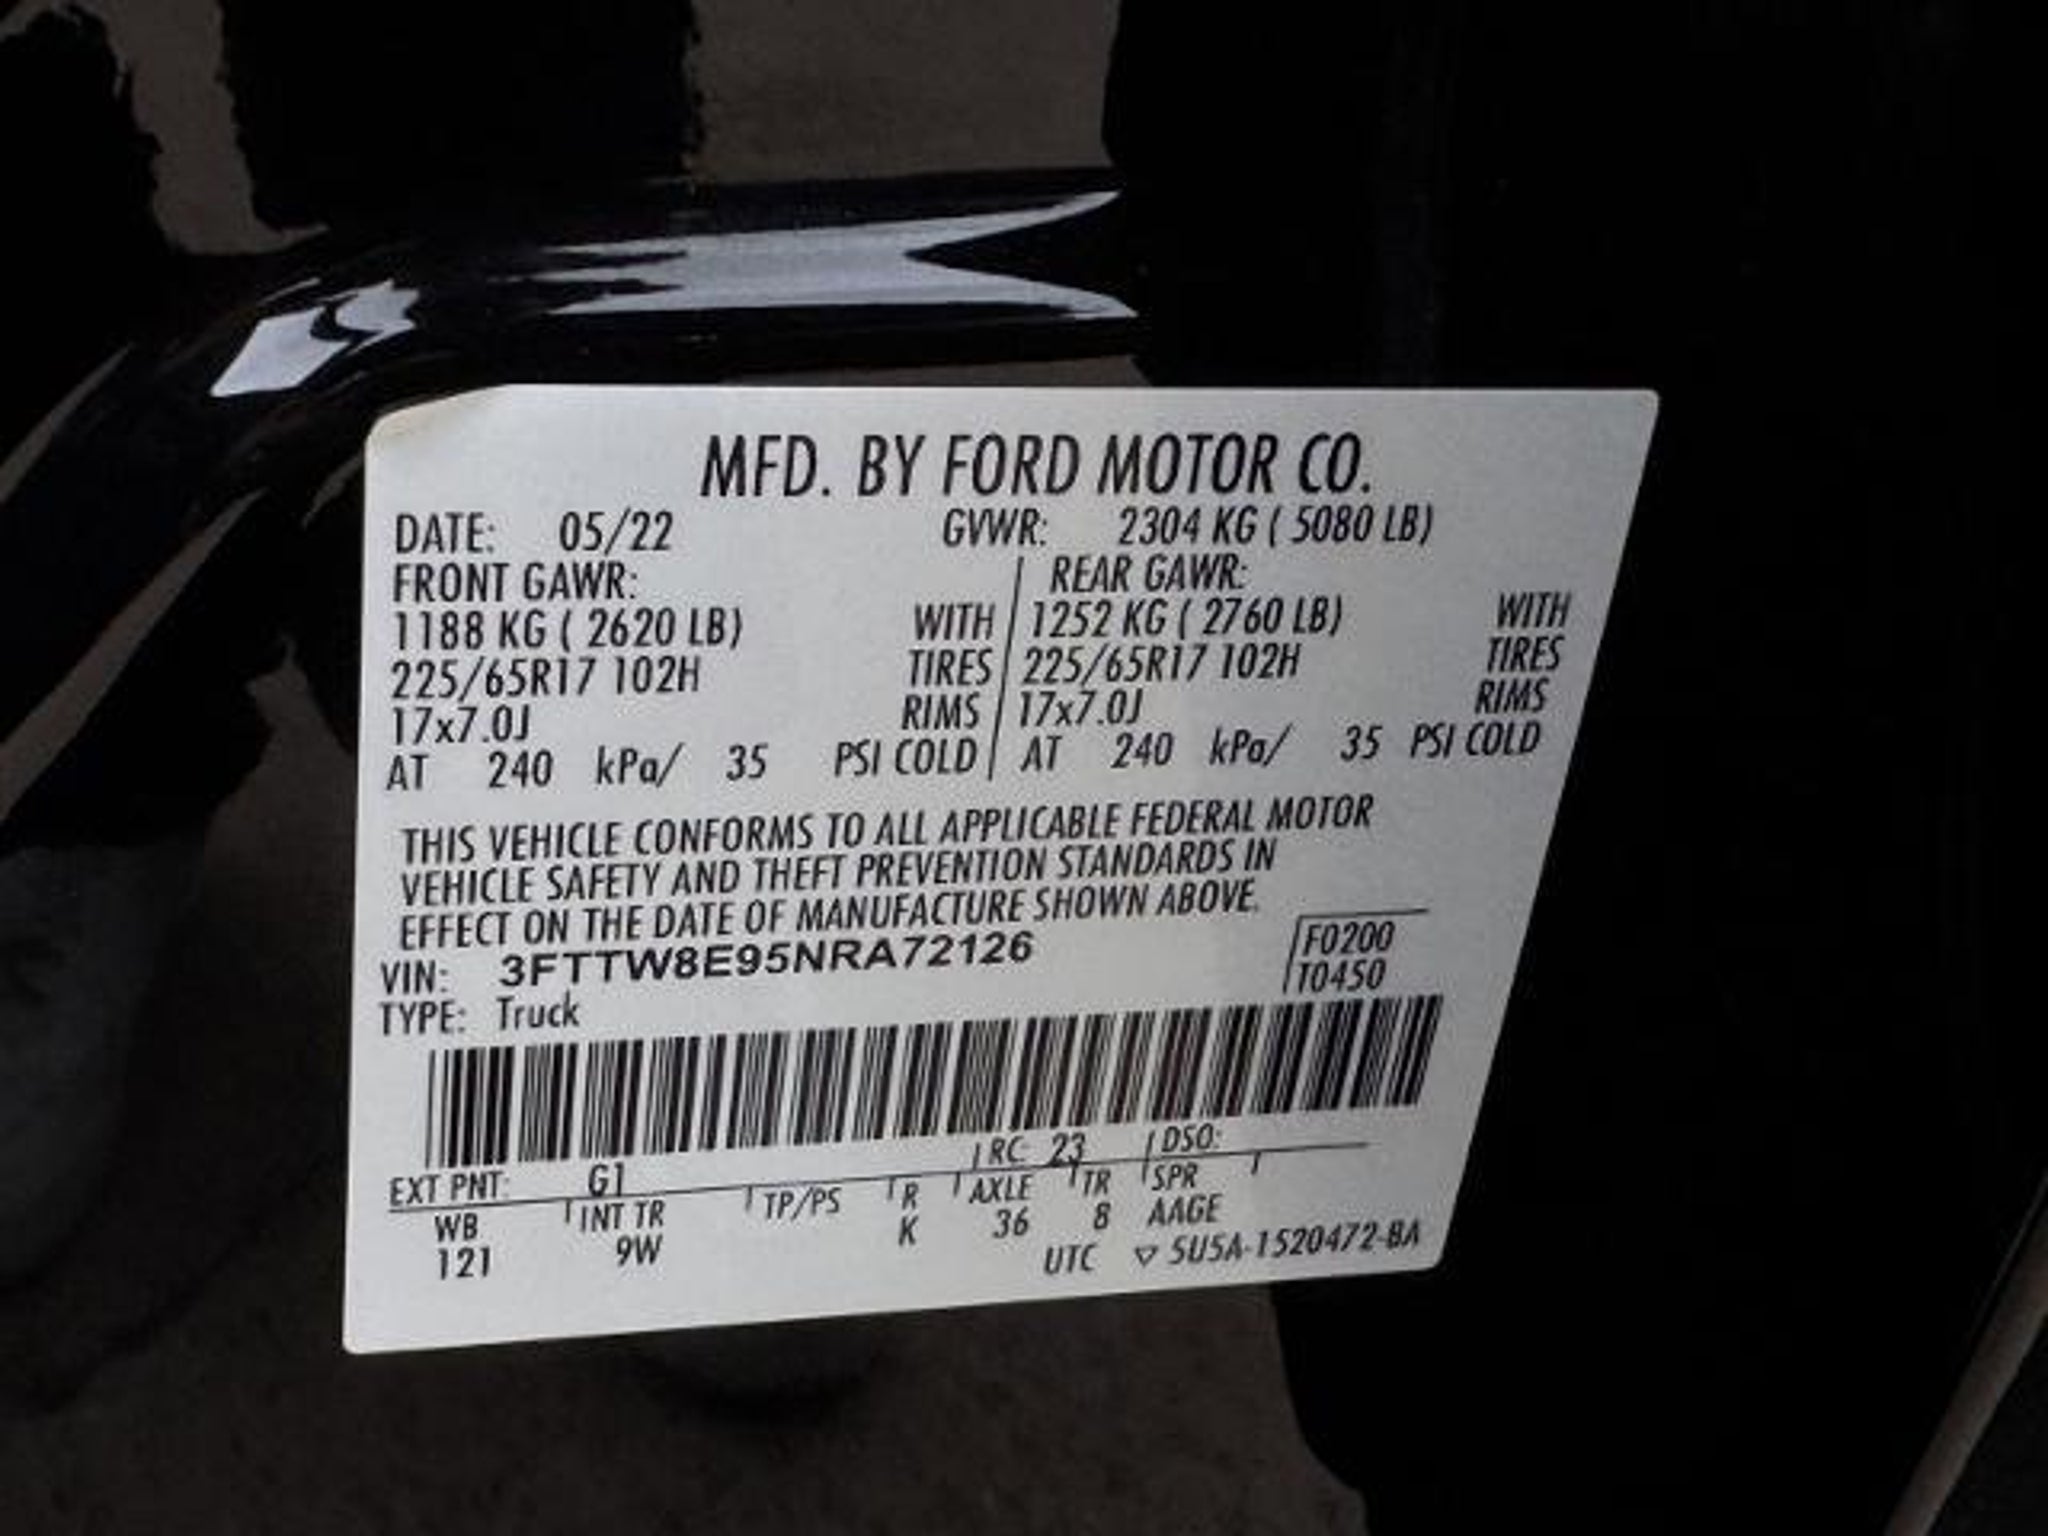 MFD. BY FORD MOTOR CO.
DATE: 05/22 GVWR: 2304 KG ( 5080 LB)
FRONT GAWR: REAR GAWR:
1188 KG ( 2620 LB) WITH 1252 KG ( 2760 LB) WITH
225/65R17 102H TIRES 225/65R17 102H TIRES
17x7.0J RIMS 17x7.0J RIMS
AT 240 kPa/ 35 PSI COLD AT 240 kPa/ 35 PSI COLD
THIS VEHICLE CONFORMS TO ALL APPLICABLE FEDERAL MOTOR
VEHICLE SAFETY AND THEFT PREVENTION STANDARDS IN
EFFECT ON THE DATE OF MANUFACTURE SHOWN ABOVE.
F0200
VIN: 3FTTW8E95NRA72126
T0450
TYPE: Truck
RC: 23 DSO:
EXT PNT: G1
WB INT TR TP/PS R AXLE TR SPR
121 9W K 36 8 AAGE
UTC ▽ 5U5A-1520472-BA